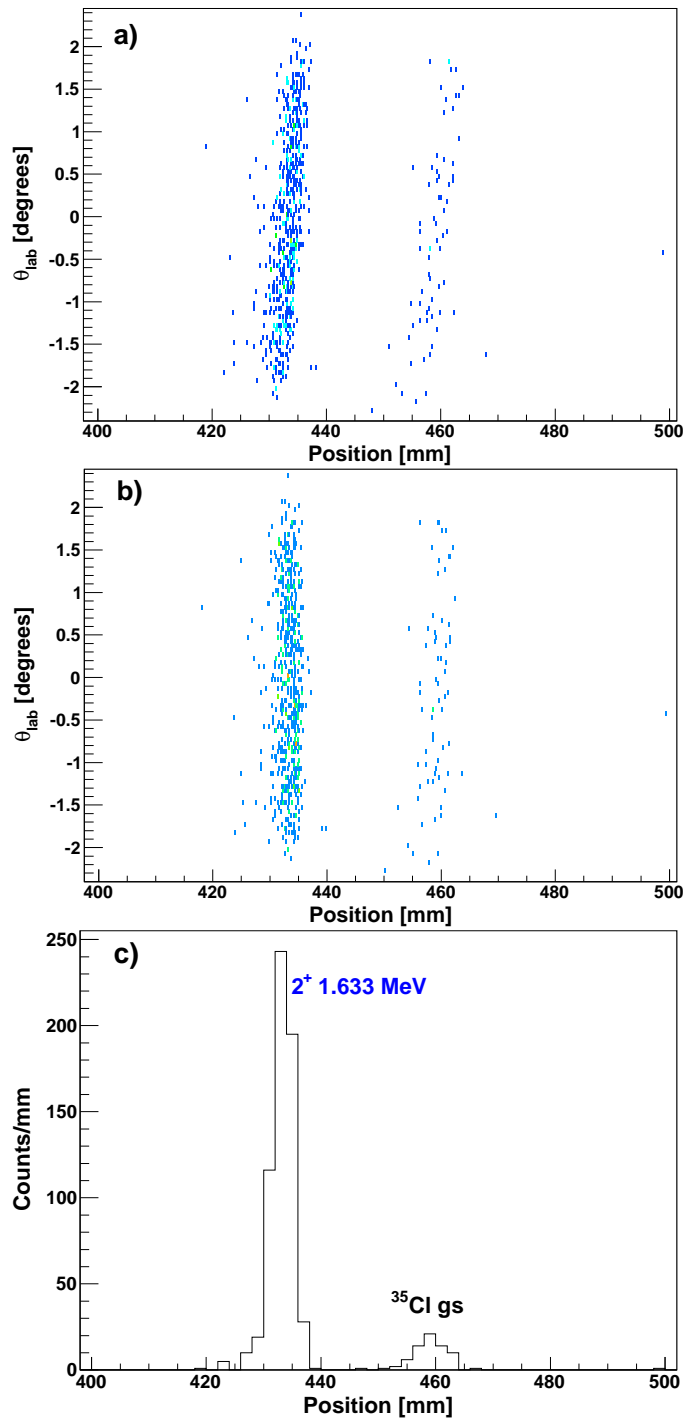 a)
θlab [degrees]
2
1.5
1
0.5
0
-0.5
-1
-1.5
-2
400 420 440 460 480 500
Position [mm]
b)
θlab [degrees]
2
1.5
1
0.5
0
-0.5
-1
-1.5
-2
400 420 440 460 480 500
Position [mm]
c)
Counts/mm
250
2⁺ 1.633 MeV
200
150
100
50
³⁵Cl gs
0
400 420 440 460 480 500
Position [mm]